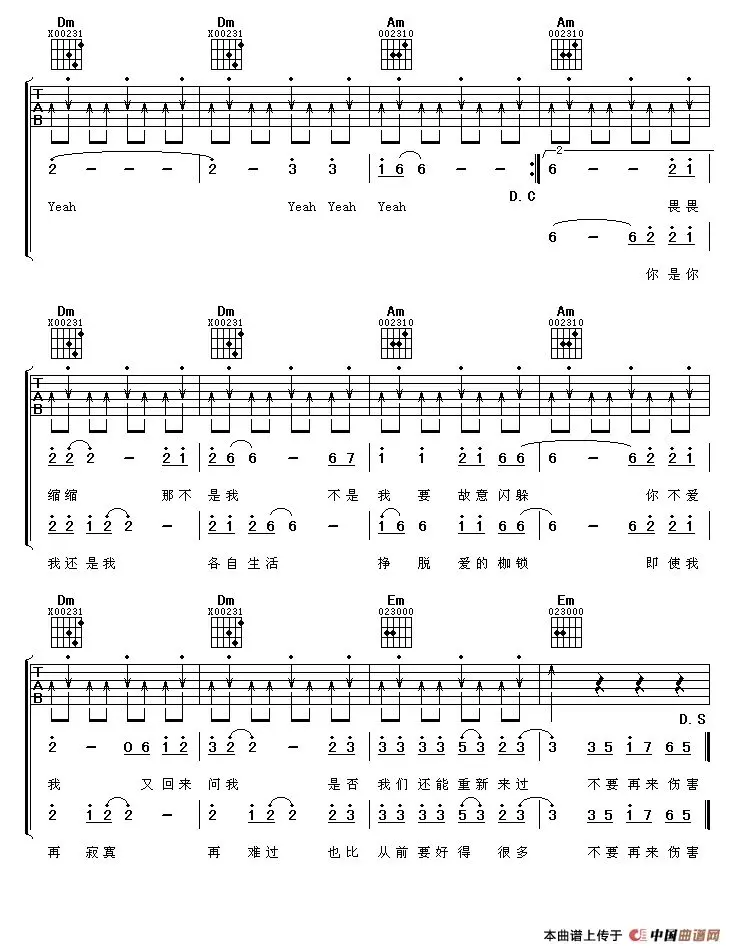 Dm Dm Am Am
X00231 X00231 002310 002310
T
A
B
2 - - - | 2 - 3 3 | 1 6 6 - - :| 2 6 - - 2 1
D.C
Yeah Yeah Yeah Yeah 畏畏
6 - 6 2 2 1
你是你
Dm Dm Am Am
X00231 X00231 002310 002310
T
A
B
2 2 2 - 2 1 | 2 6 6 - 6 7 | 1 1 2 1 6 6 | 6 - 6 2 2 1 |
缩缩 那不 是我 不是 我 要 故意闪躲 你不爱
2 2 1 2 2 - | 2 1 2 6 6 - | 1 6 6 1 6 6 6 | 6 - 6 2 2 1 |
我还是我 各自生活 挣 脱 爱的枷锁 即使我
Dm Dm Em Em
X00231 X00231 023000 023000
T
A
B
D.S
2 - 0 6 1 2 | 3 2 2 - 2 3 | 3 3 3 3 5 3 2 3 | 3 3 5 1 7 6 5 ‖
我 又回来 问我 是否 我们还能重新来过 不要再来伤害
2 1 2 2 - | 2 1 2 2 2 3 | 3 3 3 3 5 3 2 3 | 3 3 5 1 7 6 5 ‖
再 寂寞 再 难过 也比 从前要好得 很多 不要再来伤害
本曲谱上传于 中国曲谱网